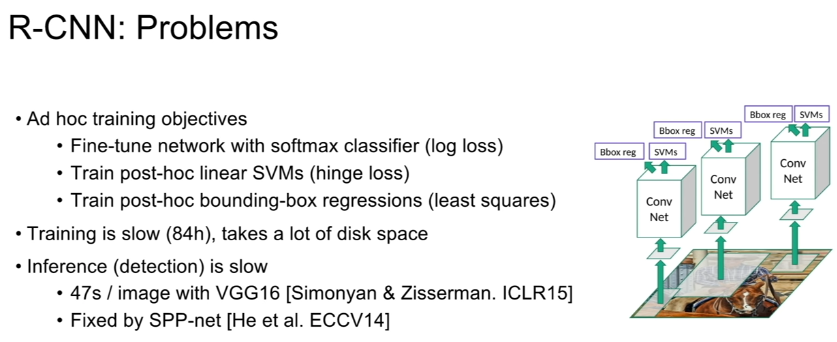 R-CNN: Problems
• Ad hoc training objectives
• Fine-tune network with softmax classifier (log loss)
• Train post-hoc linear SVMs (hinge loss)
• Train post-hoc bounding-box regressions (least squares)
• Training is slow (84h), takes a lot of disk space
• Inference (detection) is slow
• 47s / image with VGG16 [Simonyan & Zisserman. ICLR15]
• Fixed by SPP-net [He et al. ECCV14]
Bbox reg SVMs
Bbox reg SVMs
Bbox reg SVMs
Conv
Net
Conv
Net
Conv
Net